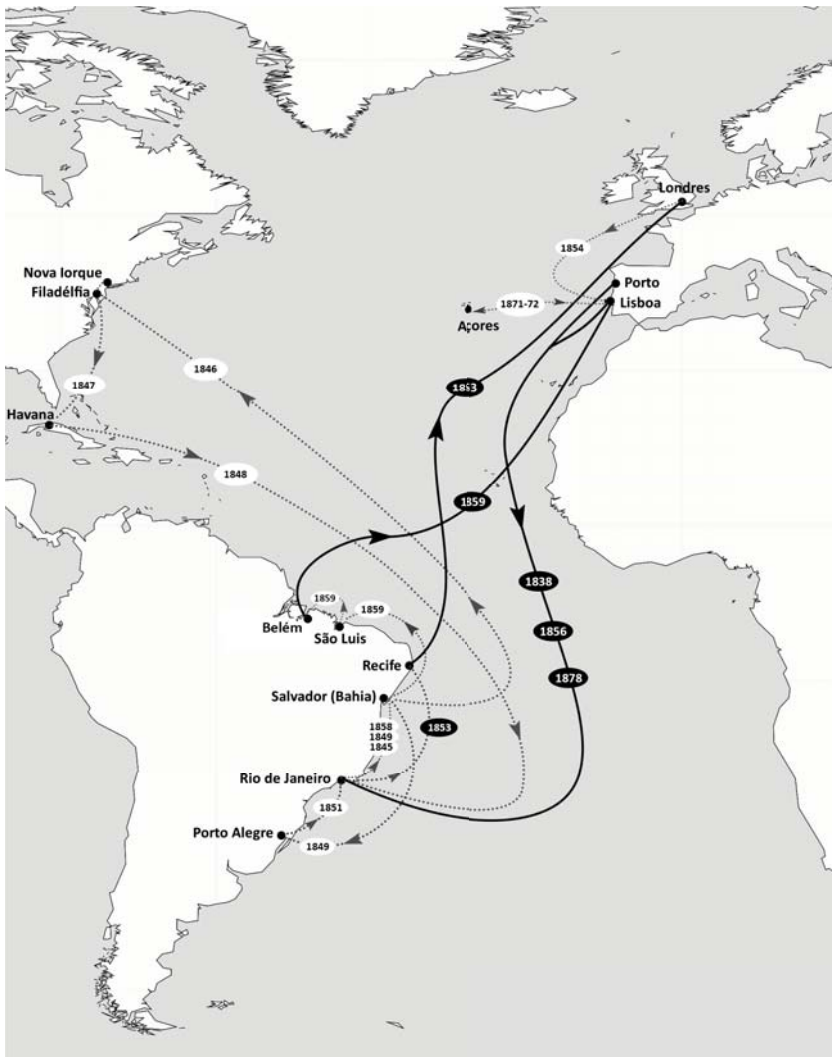 Londres
1854
Nova Iorque
Porto
Filadélfia
Lisboa
1871-72
Açores
1846
1847
1853
Havana
1848
1859
1838
1859
1859
Belém
São Luis
1856
Recife
1878
Salvador (Bahia)
1858
1849
1845
1853
Rio de Janeiro
1851
Porto Alegre
1849